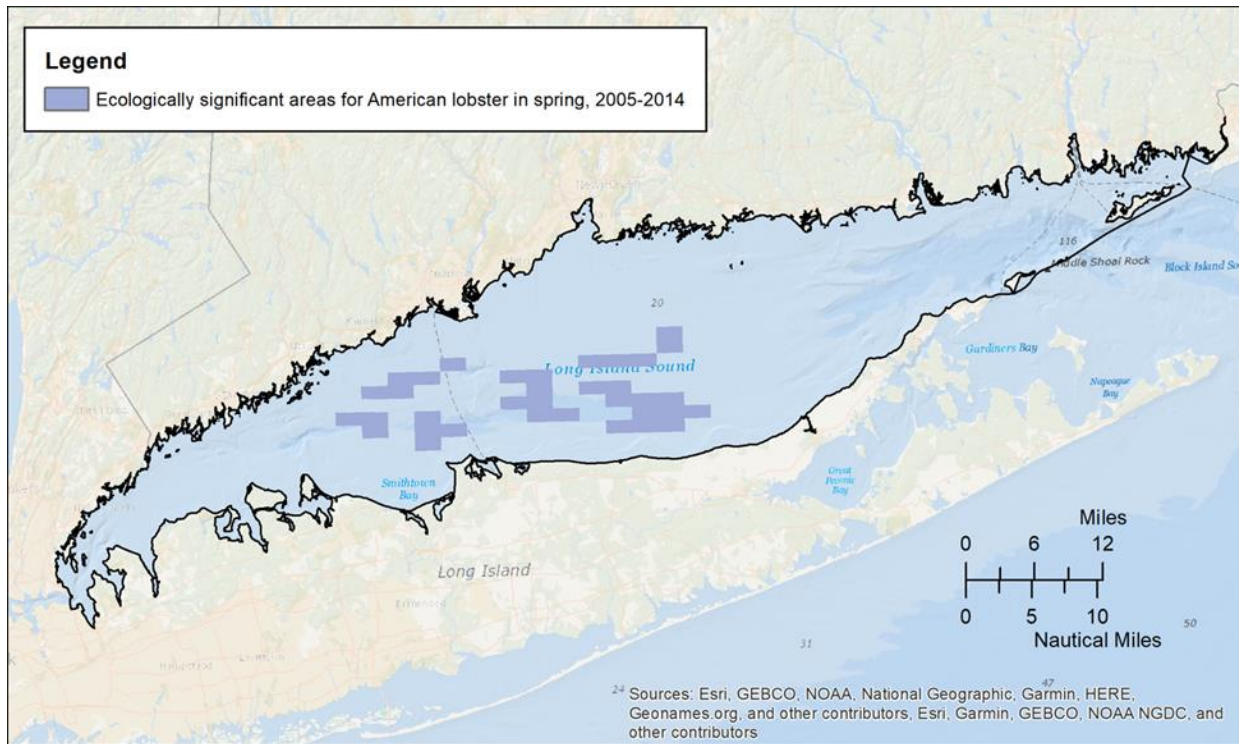 Legend
Ecologically significant areas for American lobster in spring, 2005-2014
116
Middle Shoal Rock
Block Island So
20
Long Island Sound
Gardiners Bay
Napeague
Bay
Smithtown
Bay
Great
Peconic
Bay
Long Island
Miles
0 6 12
0 5 10
Nautical Miles
50
31
47
24
Sources: Esri, GEBCO, NOAA, National Geographic, Garmin, HERE,
Geonames.org, and other contributors, Esri, Garmin, GEBCO, NOAA NGDC, and
other contributors